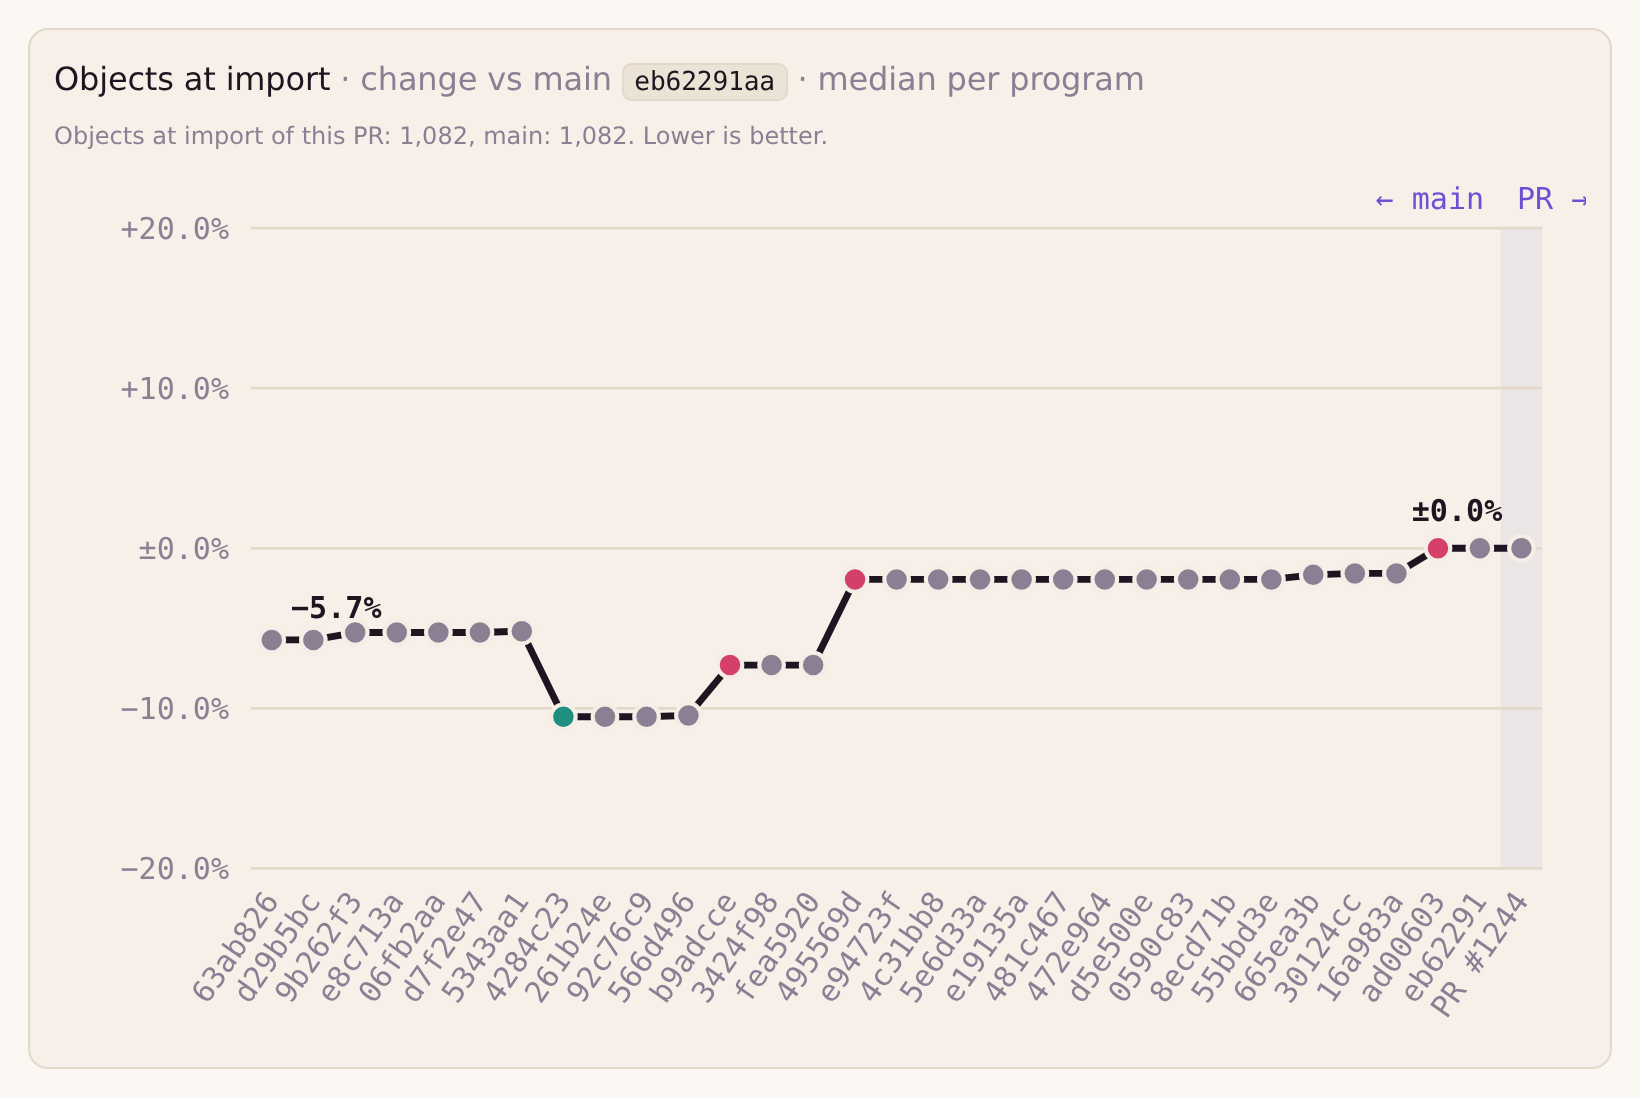 Objects at import · change vs main eb62291aa · median per program
Objects at import of this PR: 1,082, main: 1,082. Lower is better.
← main PR →
+20.0%
+10.0%
±0.0%
−10.0%
−20.0%
−5.7%
±0.0%
63ab826
d29b5bc
9b262f3
e8c713a
06fb2aa
d7f2e47
5343aa1
4284c23
261b24e
92c76c9
566d496
b9adcce
3424f98
fea5920
495569d
e94723f
4c31bb8
5e6d33a
e19135a
481c467
472e964
d5e500e
0590c83
8ecd71b
55bbd3e
665ea3b
30124cc
16a983a
ad00603
eb62291
PR #1244